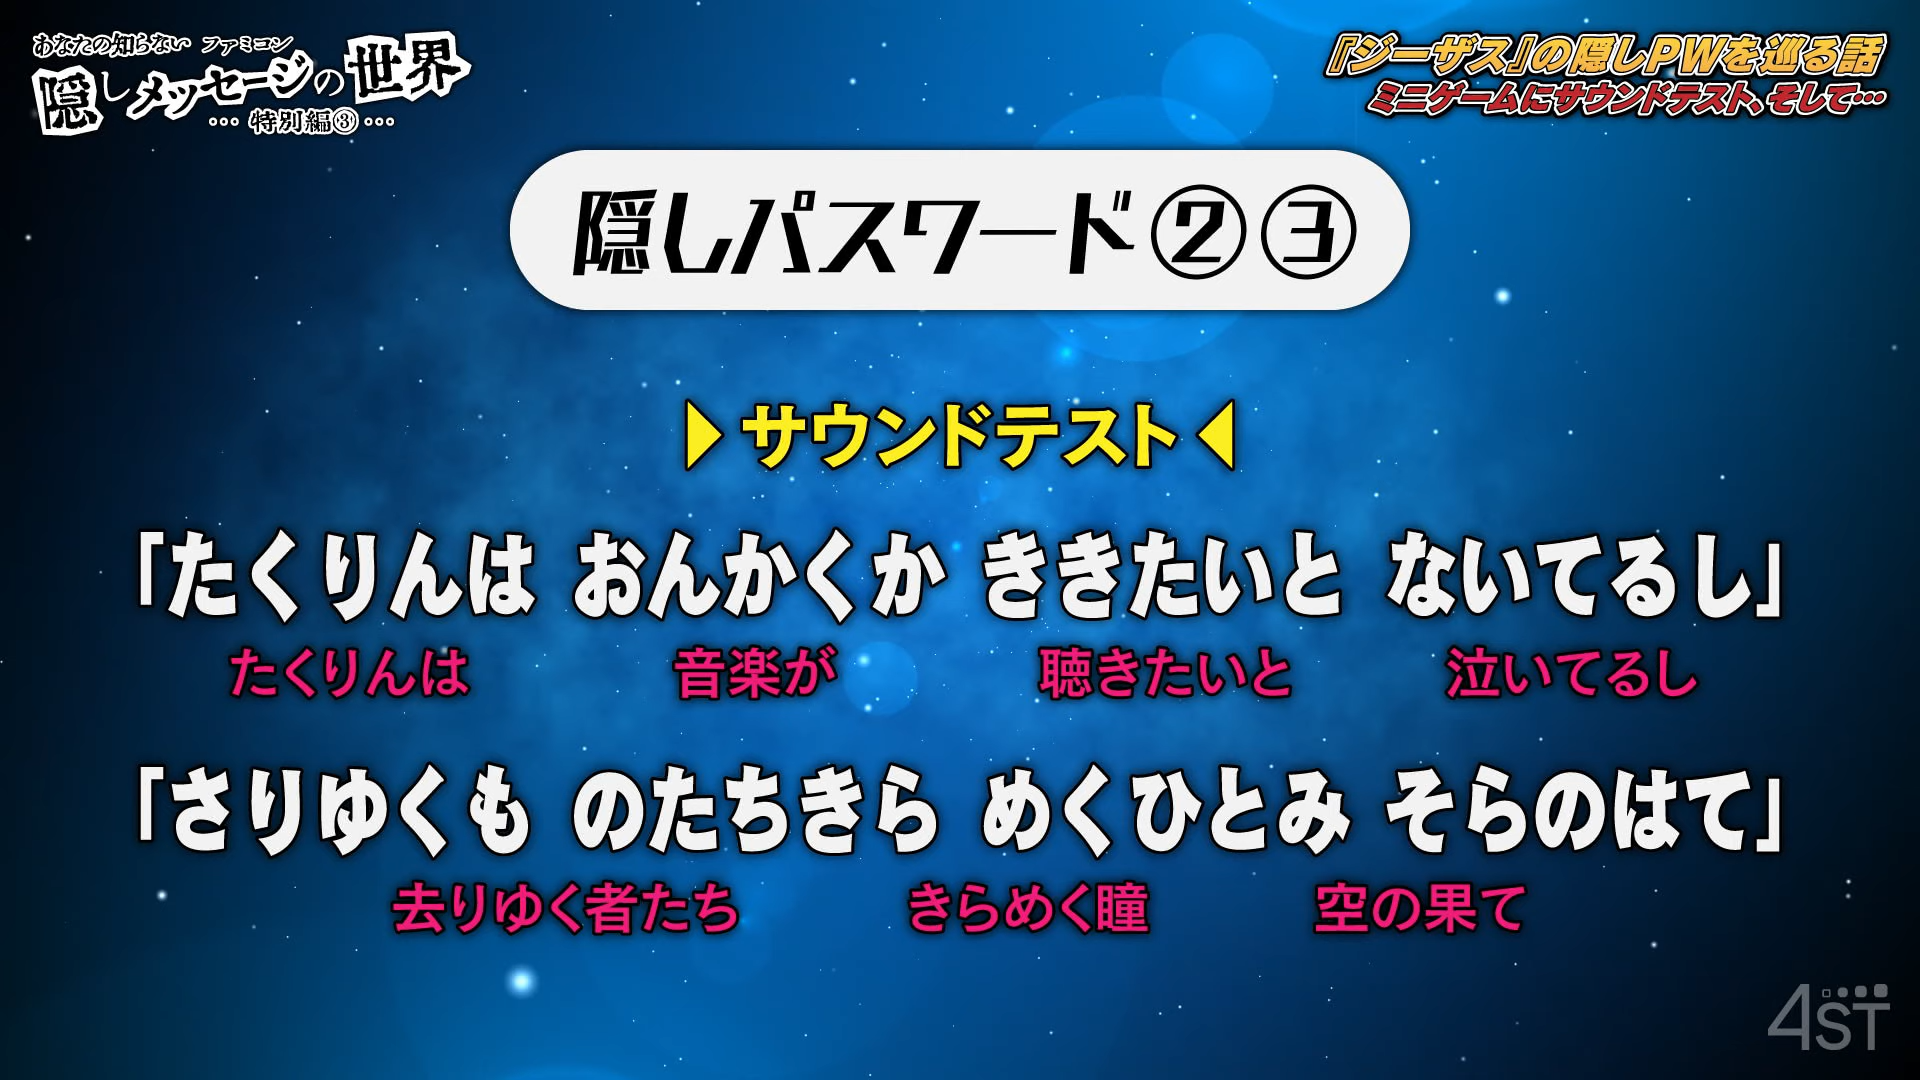 あなたの知らない ファミコン
隠しメッセージの世界
…特別編③…
『ジーザス』の隠しPWを巡る話
ミニゲームにサウンドテスト、そして…
隠しパスワード②③
サウンドテスト
「たくりんは おんかくか ききたいと ないてるし」
たくりんは 音楽が 聴きたいと 泣いてるし
「さりゆくも のたちきら めくひとみ そらのはて」
去りゆく者たち きらめく瞳 空の果て
4ST